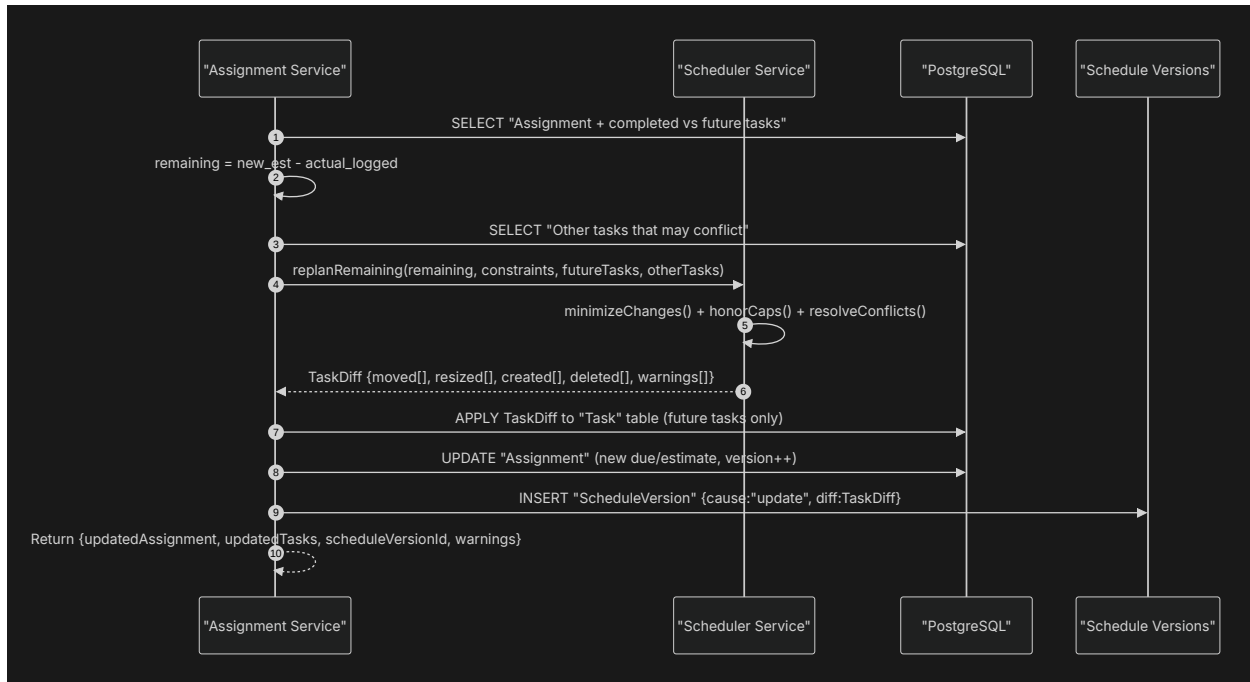 "Assignment Service"
"Scheduler Service"
"PostgreSQL"
"Schedule Versions"
1
SELECT "Assignment + completed vs future tasks"
remaining = new_est - actual_logged
2
3
SELECT "Other tasks that may conflict"
4
replanRemaining(remaining, constraints, futureTasks, otherTasks)
minimizeChanges() + honorCaps() + resolveConflicts()
5
TaskDiff {moved[], resized[], created[], deleted[], warnings[]}
6
7
APPLY TaskDiff to "Task" table (future tasks only)
8
UPDATE "Assignment" (new due/estimate, version++)
9
INSERT "ScheduleVersion" {cause:"update", diff:TaskDiff}
Return {updatedAssignment, updatedTasks, scheduleVersionId, warnings}
10
"Assignment Service"
"Scheduler Service"
"PostgreSQL"
"Schedule Versions"